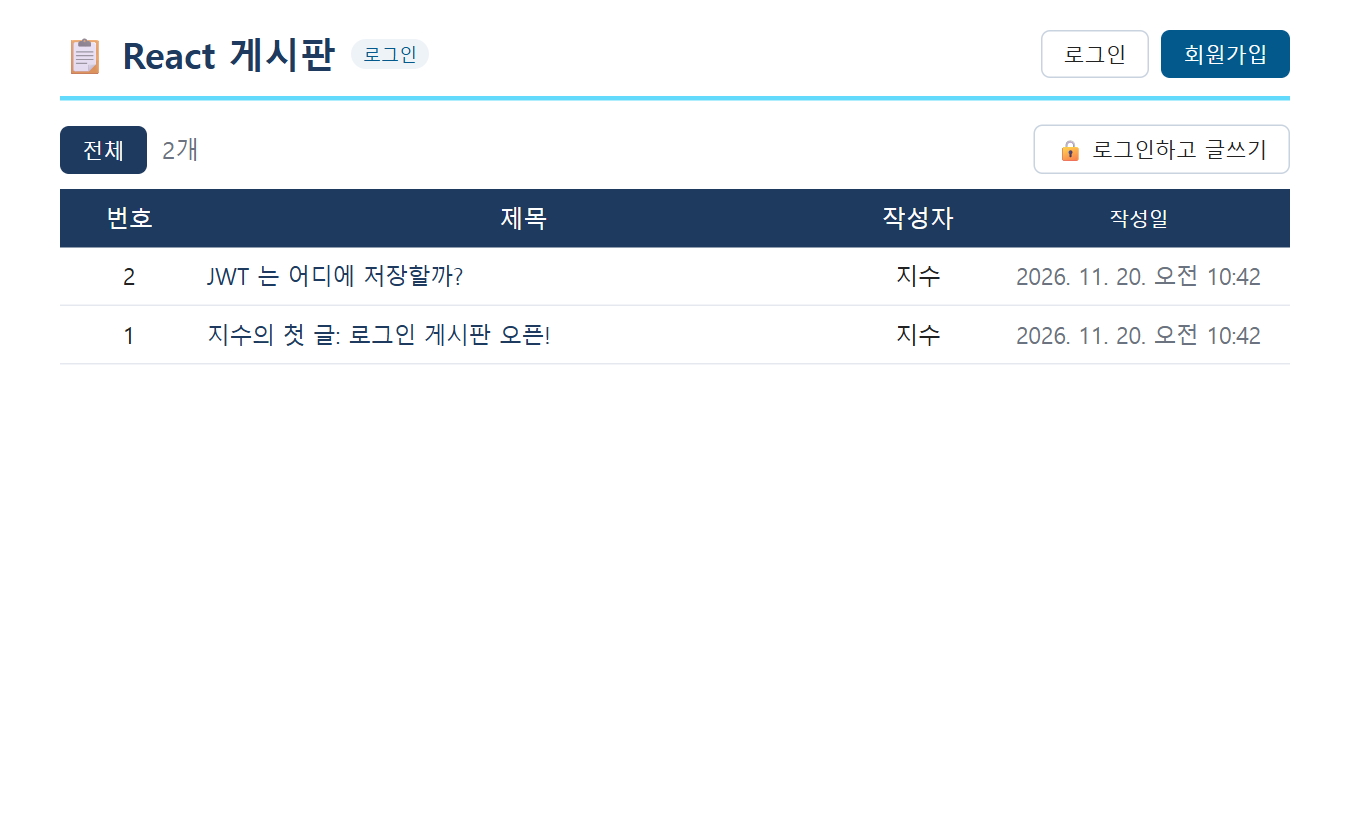 React 게시판 로그인 로그인 회원가입
전체 2개 로그인하고 글쓰기
번호 제목 작성자 작성일
2 JWT 는 어디에 저장할까? 지수 2026. 11. 20. 오전 10:42
1 지수의 첫 글: 로그인 게시판 오픈! 지수 2026. 11. 20. 오전 10:42